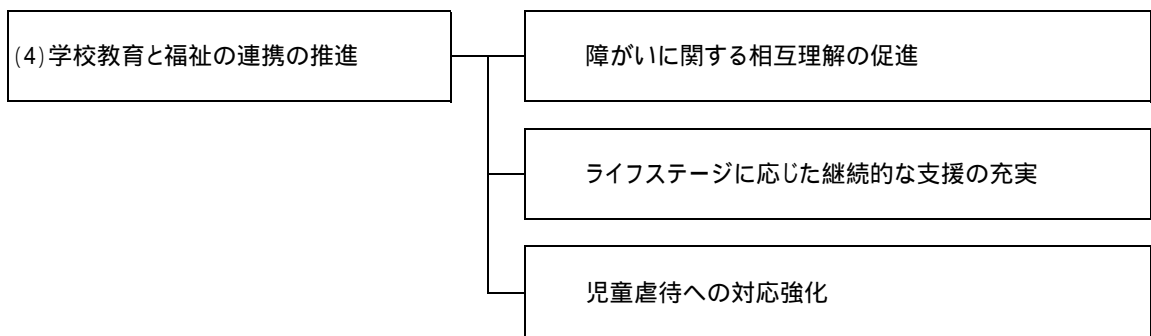 (4)学校教育と福祉の連携の推進
障がいに関する相互理解の促進
ライフステージに応じた継続的な支援の充実
児童虐待への対応強化